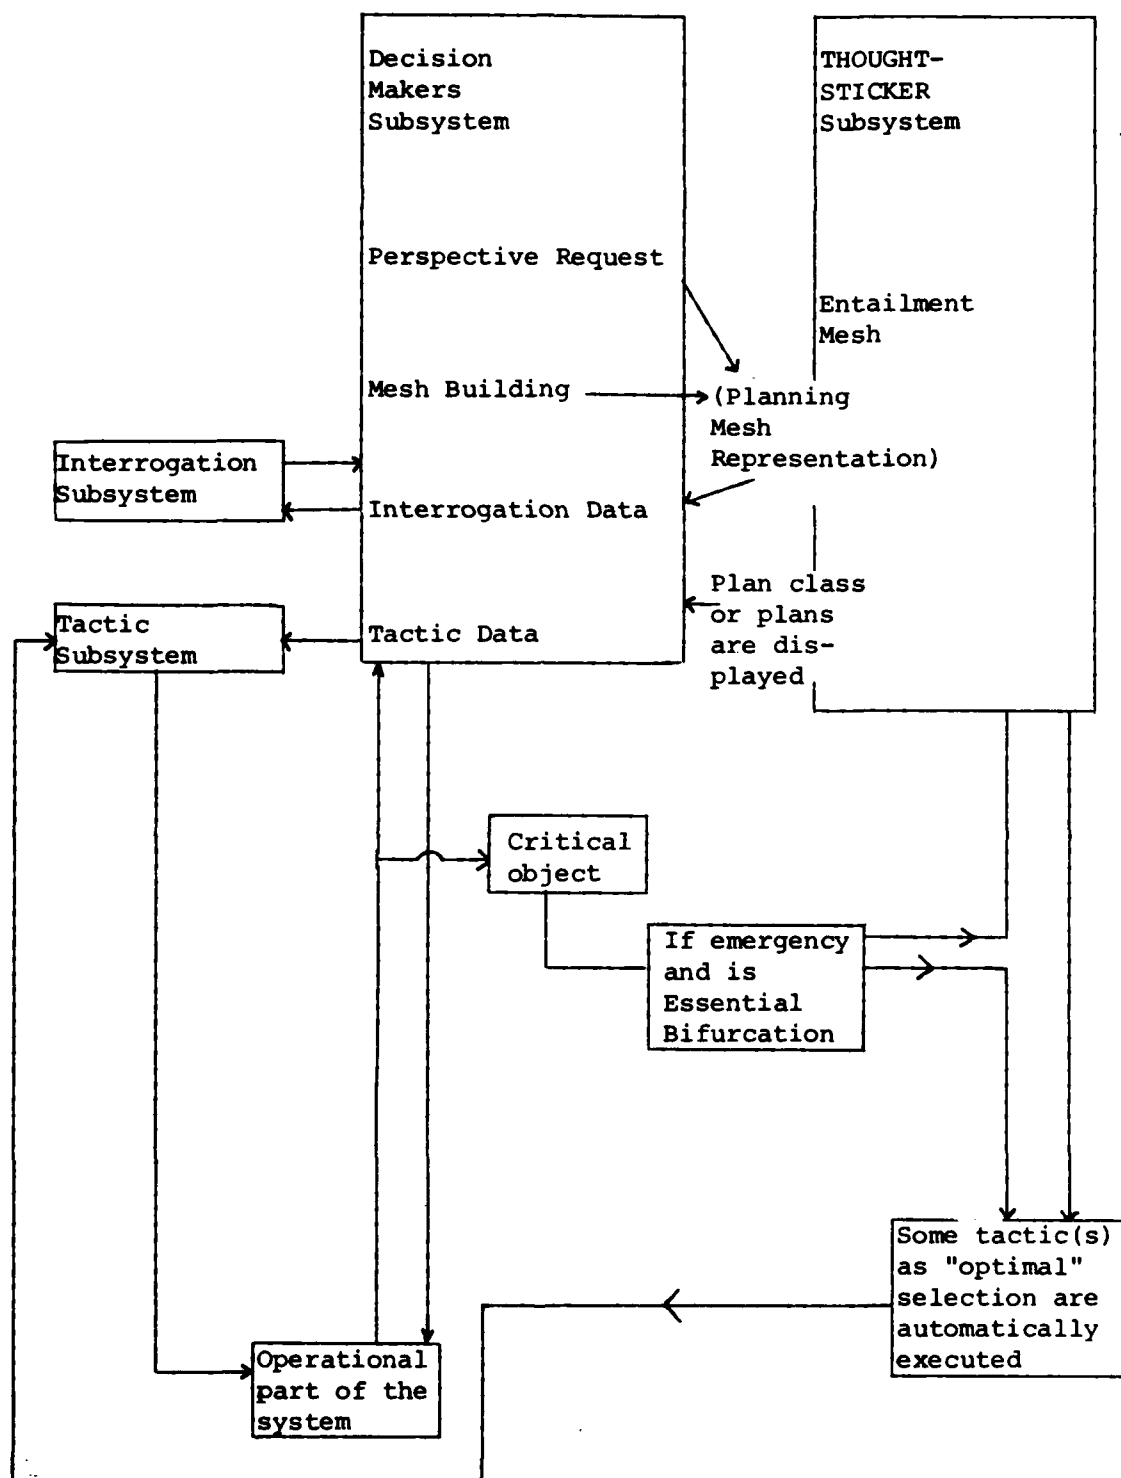 Decision
Makers
Subsystem
Perspective Request
Mesh Building
Interrogation Data
Tactic Data
THOUGHT-
STICKER
Subsystem
Entailment
Mesh
(Planning
Mesh
Representation)
Plan class
or plans
are dis-
played
Interrogation
Subsystem
Tactic
Subsystem
Critical
object
If emergency
and is
Essential
Bifurcation
Some tactic(s)
as "optimal"
selection are
automatically
executed
Operational
part of the
system